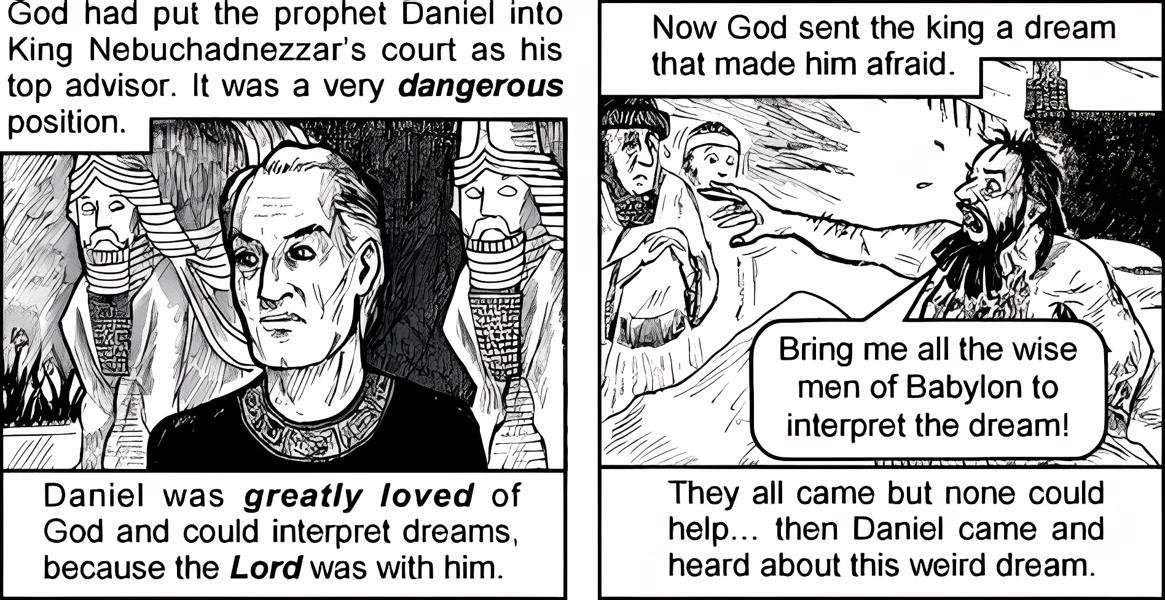 God had put the prophet Daniel into
King Nebuchadnezzar's court as his
top advisor. It was a very dangerous
position.
Daniel was greatly loved of
God and could interpret dreams,
because the Lord was with him.
Now God sent the king a dream
that made him afraid.
Bring me all the wise
men of Babylon to
interpret the dream!
They all came but none could
help... then Daniel came and
heard about this weird dream.